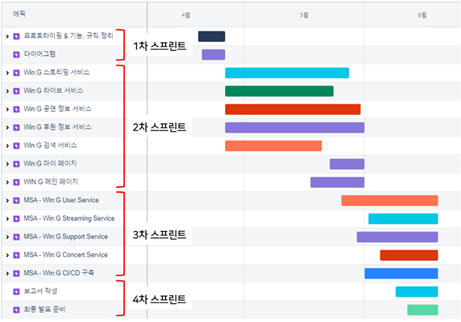 에픽 4월 5월 6월
프로토타이핑 & 기능, 규칙 정리
다이어그램
1차 스프린트
Win:G 스트리밍 서비스
Win:G 라이브 서비스
Win:G 공연 정보 서비스
Win:G 후원 정보 서비스
Win:G 검색 서비스
Win:G 마이 페이지
WIN:G 메인 페이지
2차 스프린트
MSA - Win:G User Service
MSA - Win:G Streaming Service
MSA - Win:G Support Service
MSA - Win:G Concert Service
MSA - Win:G CI/CD 구축
3차 스프린트
보고서 작성
최종 발표 준비
4차 스프린트